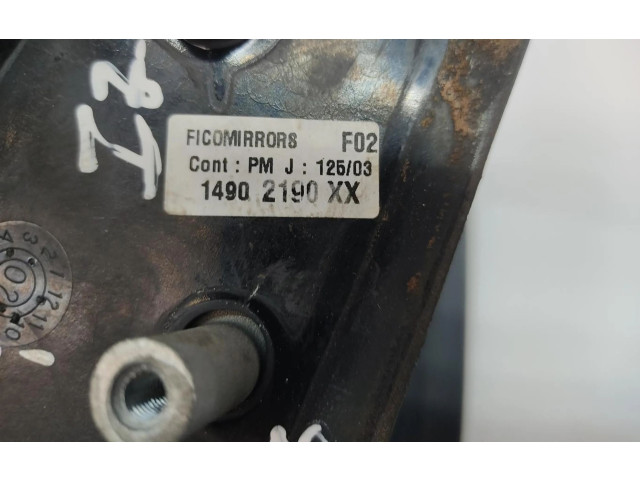 FICOMIRRORS F02
Cont : PM J : 125/03
1490 2190 XX